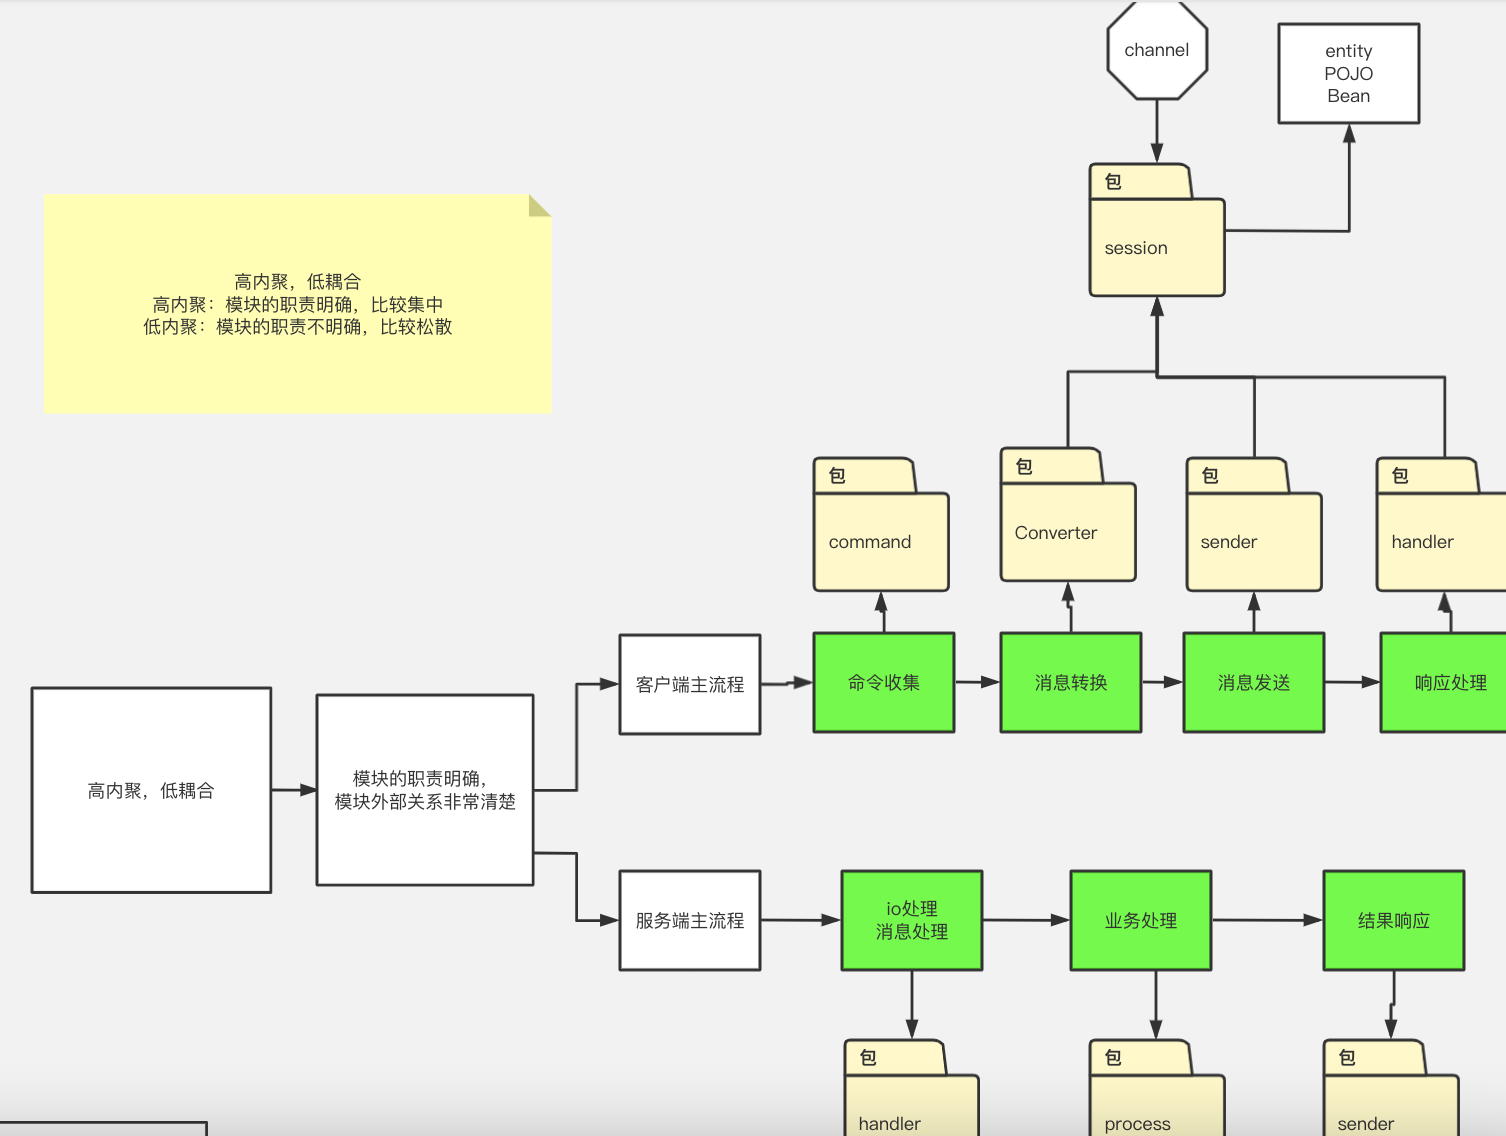 channel
entity
POJO
Bean
包
session
高内聚，低耦合
高内聚：模块的职责明确，比较集中
低内聚：模块的职责不明确，比较松散
包
command
包
Converter
包
sender
包
handler
客户端主流程
命令收集
消息转换
消息发送
响应处理
高内聚，低耦合
模块的职责明确，
模块外部关系非常清楚
服务端主流程
io处理
消息处理
业务处理
结果响应
包
handler
包
process
包
sender